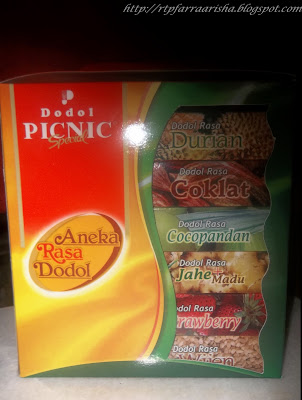 http://rtpfarraarisha.blogspot.com
P
Dodol
PICNIC
Special
Aneka
Rasa
Dodol
Dodol Rasa
Durian
Dodol Rasa
Coklat
Dodol Rasa
Cocopandan
Dodol Rasa
Jahe Madu
Dodol Rasa
Strawberry
Dodol Rasa